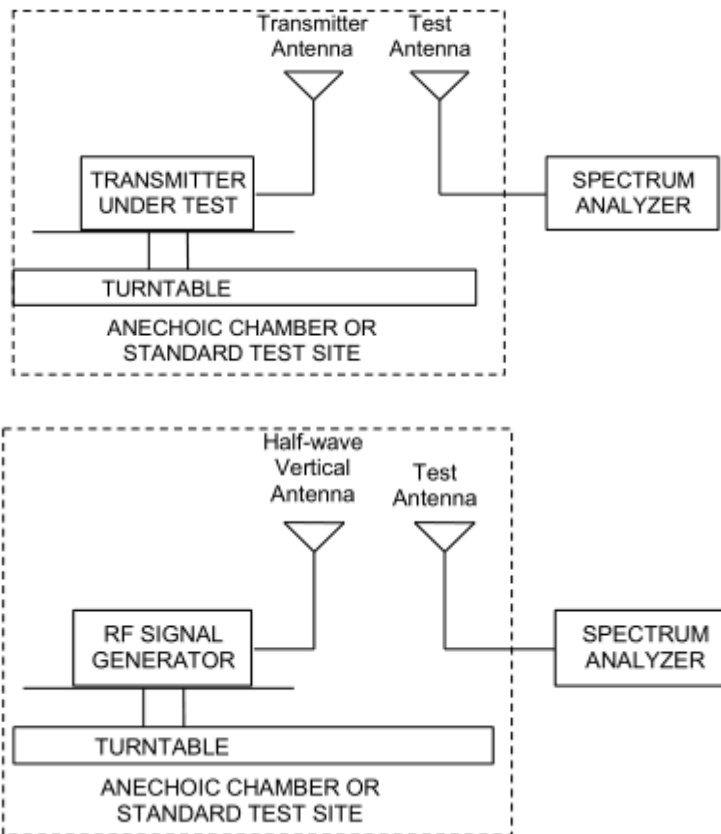 Transmitter
Antenna
Test
Antenna
TRANSMITTER
UNDER TEST
SPECTRUM
ANALYZER
TURNTABLE
ANECHOIC CHAMBER OR
STANDARD TEST SITE
Half-wave
Vertical
Antenna
Test
Antenna
RF SIGNAL
GENERATOR
SPECTRUM
ANALYZER
TURNTABLE
ANECHOIC CHAMBER OR
STANDARD TEST SITE